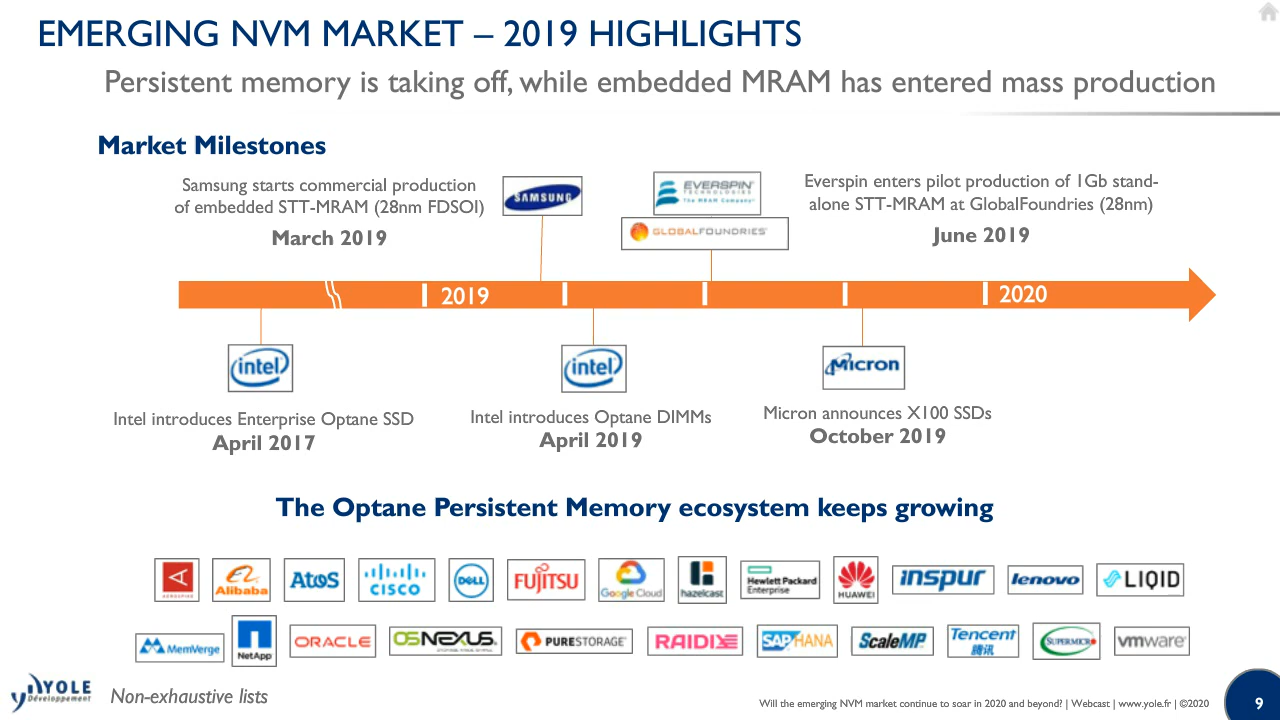 EMERGING NVM MARKET – 2019 HIGHLIGHTS
Persistent memory is taking off, while embedded MRAM has entered mass production
Market Milestones
Samsung starts commercial production
of embedded STT-MRAM (28nm FDSOI)
March 2019
SAMSUNG
EVERSPIN
TECHNOLOGIES
The MRAM Company
GLOBALFOUNDRIES
Everspin enters pilot production of 1Gb stand-
alone STT-MRAM at GlobalFoundries (28nm)
June 2019
2019
2020
intel
Intel introduces Enterprise Optane SSD
April 2017
intel
Intel introduces Optane DIMMs
April 2019
Micron
Micron announces X100 SSDs
October 2019
The Optane Persistent Memory ecosystem keeps growing
AEROSPIKE
Alibaba
Atos
CISCO
DELL
FUJITSU
Google Cloud
hazelcast
Hewlett Packard
Enterprise
HUAWEI
inspur
lenovo
LIQID
MemVerge
NetApp
ORACLE
OSNEXUS
PURESTORAGE
RAIDIX
SAP HANA
ScaleMP
Tencent
腾讯
SUPERMICRO
vmware
YOLE
Développement
Non-exhaustive lists
Will the emerging NVM market continue to soar in 2020 and beyond? | Webcast | www.yole.fr | ©2020
9